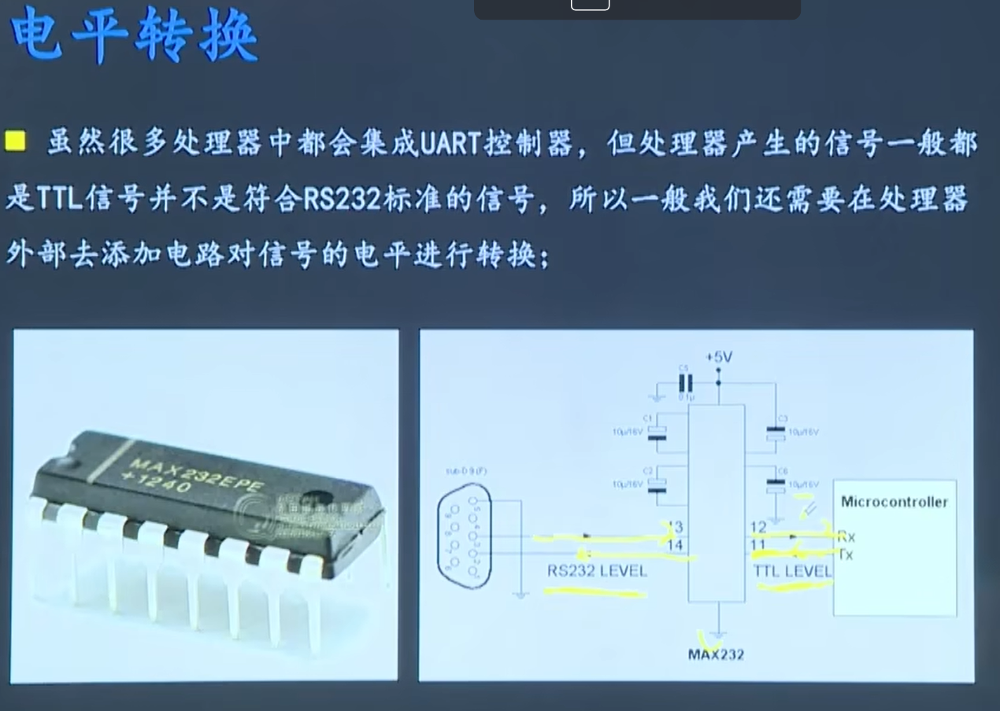 电平转换
虽然很多处理器中都会集成UART控制器，但处理器产生的信号一般都
是TTL信号并不是符合RS232标准的信号，所以一般我们还需要在处理器
外部去添加电路对信号的电平进行转换；
MAX232EPE
+1240
+5V
C5
0.1µ
C1
10µ/16V
C3
10µ/16V
C2
10µ/16V
C6
10µ/16V
sub-D 9 (F)
Microcontroller
13
12
Rx
14
11
Tx
RS232 LEVEL
TTL LEVEL
MAX232